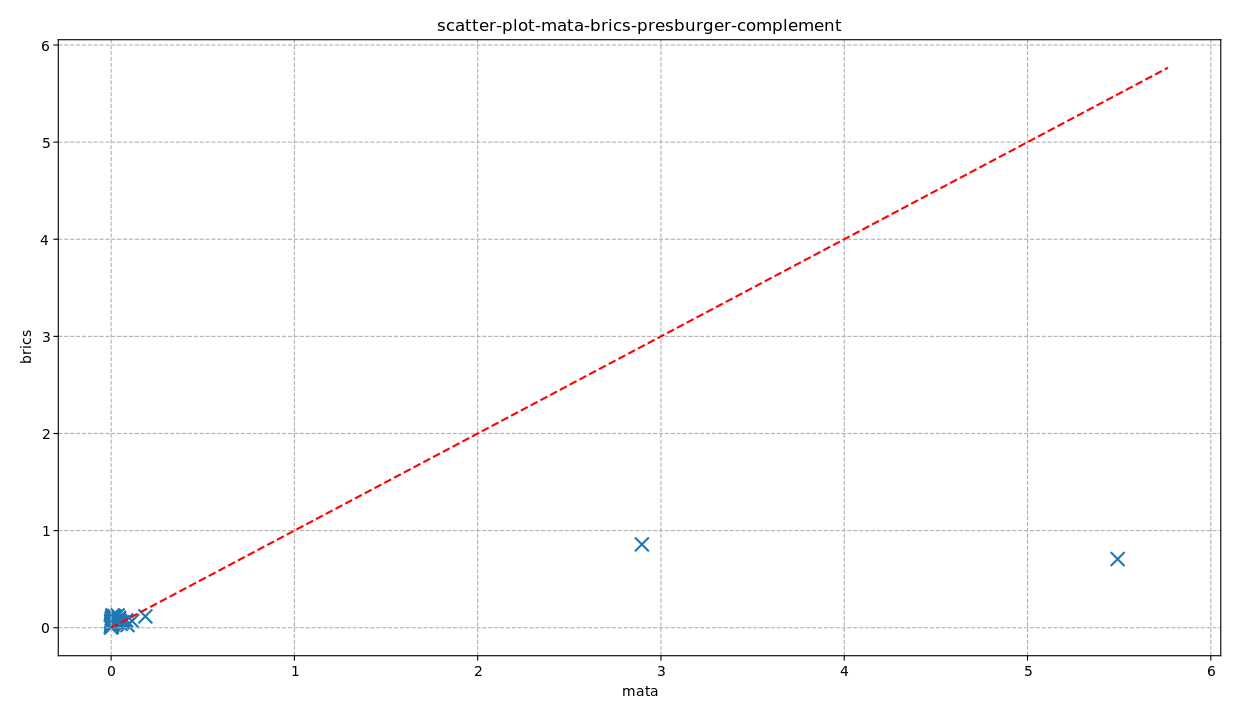 scatter-plot-mata-brics-presburger-complement
6
5
4
3
2
1
0
brics
0 1 2 3 4 5 6
mata